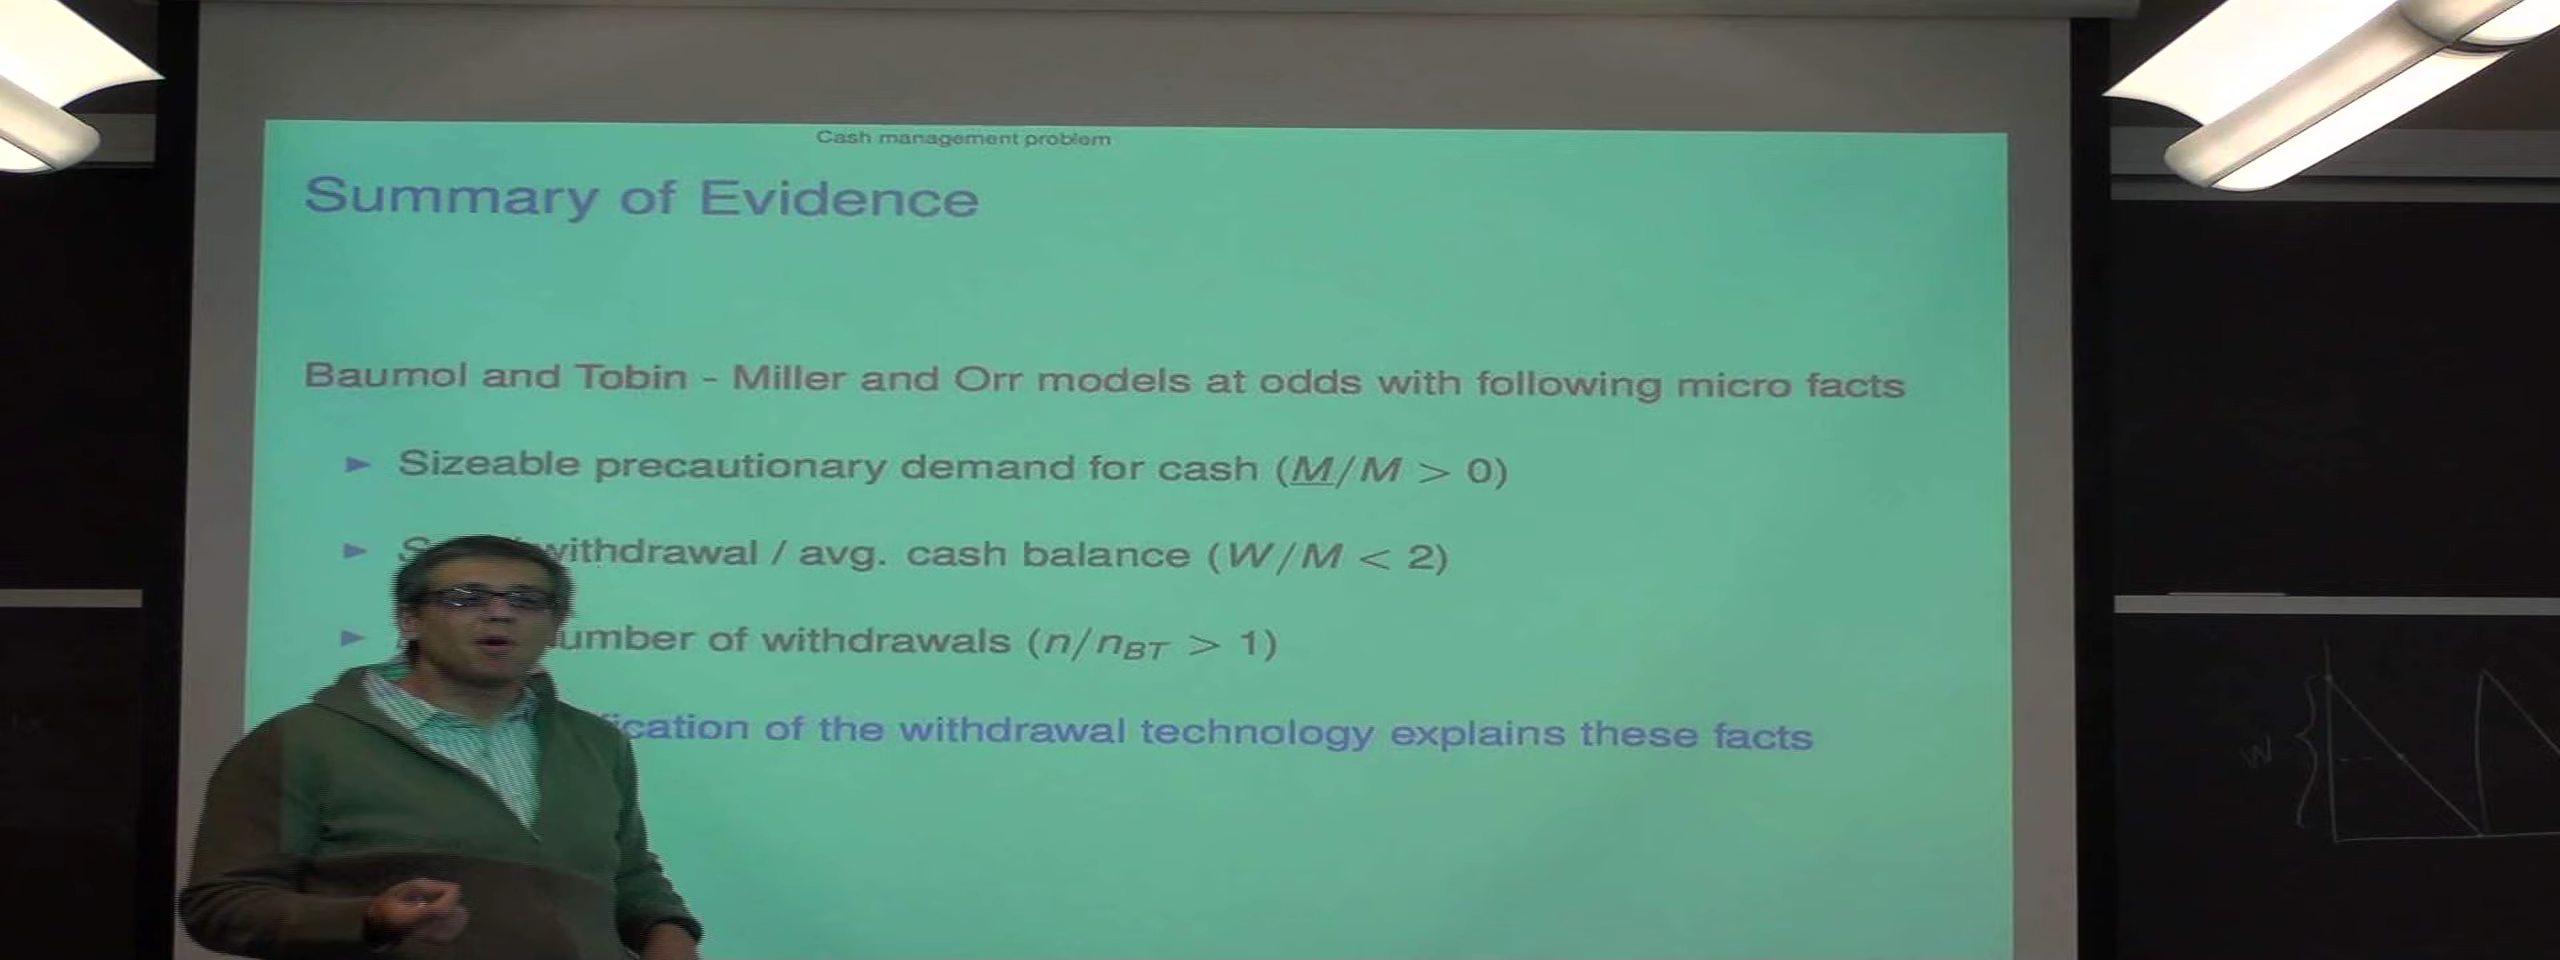 Cash management problem
Summary of Evidence
Baumol and Tobin - Miller and Orr models at odds with following micro facts
► Sizeable precautionary demand for cash (M/M > 0)
► withdrawal / avg. cash balance (W/M < 2)
► number of withdrawals (n/nBT > 1)
of the withdrawal technology explains these facts
W